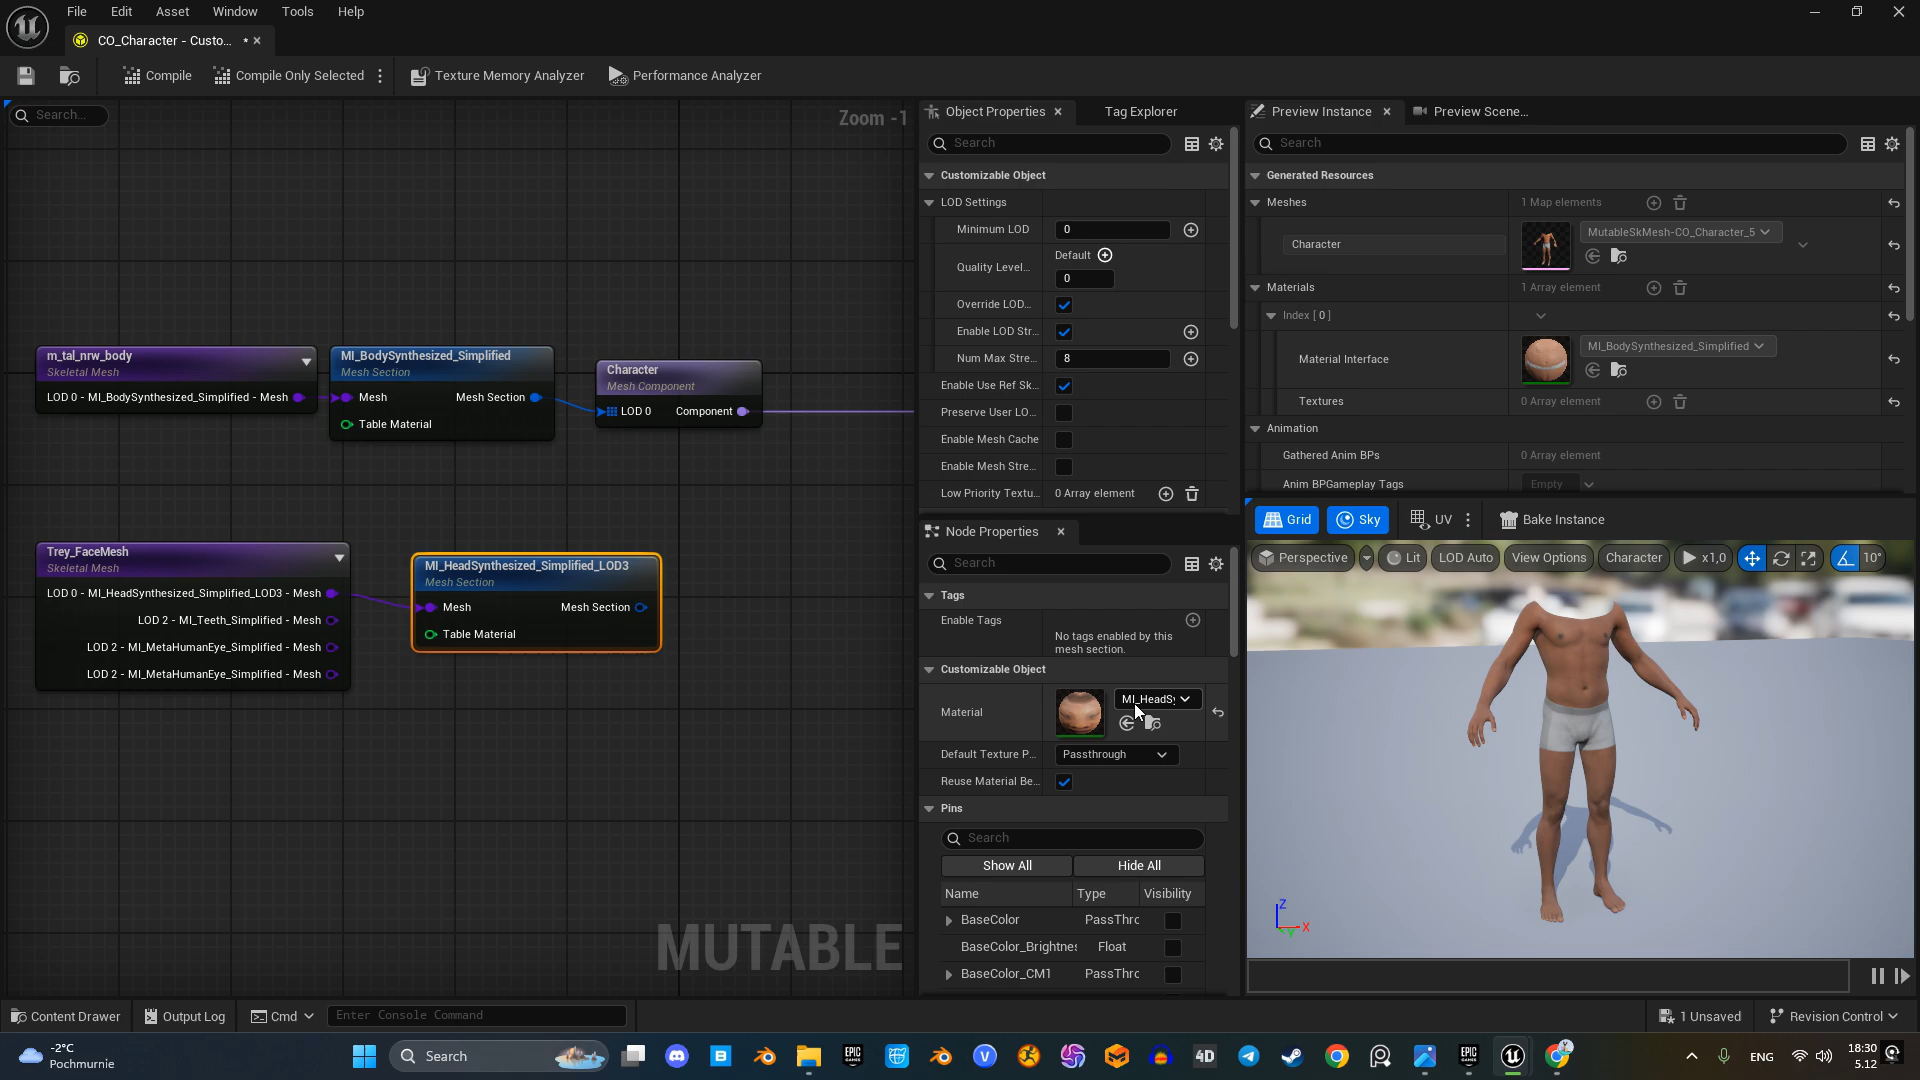 File Edit Asset Window Tools Help
CO_Character - Custo... *
Compile Compile Only Selected Texture Memory Analyzer Performance Analyzer
Search...
Zoom -1
m_tal_nrw_body
Skeletal Mesh
LOD 0 - MI_BodySynthesized_Simplified - Mesh
MI_BodySynthesized_Simplified
Mesh Section
Mesh Mesh Section
Table Material
Character
Mesh Component
LOD 0 Component
Trey_FaceMesh
Skeletal Mesh
LOD 0 - MI_HeadSynthesized_Simplified_LOD3 - Mesh
LOD 2 - MI_Teeth_Simplified - Mesh
LOD 2 - MI_MetaHumanEye_Simplified - Mesh
LOD 2 - MI_MetaHumanEye_Simplified - Mesh
MI_HeadSynthesized_Simplified_LOD3
Mesh Section
Mesh Mesh Section
Table Material
MUTABLE
Object Properties Tag Explorer
Search
Customizable Object
LOD Settings
Minimum LOD 0
Quality Level... Default
0
Override LOD...
Enable LOD Str...
Num Max Stre... 8
Enable Use Ref Sk...
Preserve User LO...
Enable Mesh Cache
Enable Mesh Stre...
Low Priority Textu... 0 Array element
Node Properties
Search
Tags
Enable Tags
No tags enabled by this
mesh section.
Customizable Object
Material MI_HeadSy
Default Texture P... Passthrough
Reuse Material Be...
Pins
Search
Show All Hide All
Name Type Visibility
BaseColor PassThrc
BaseColor_Brightnes Float
BaseColor_CM1 PassThrc
Preview Instance Preview Scene...
Search
Generated Resources
Meshes 1 Map elements
Character MutableSkMesh-CO_Character_5
Materials 1 Array element
Index [ 0 ]
Material Interface MI_BodySynthesized_Simplified
Textures 0 Array element
Animation
Gathered Anim BPs 0 Array element
Anim BPGameplay Tags Empty
Grid Sky UV Bake Instance
Perspective Lit LOD Auto View Options Character x1,0 10°
Z
X
Y
Content Drawer Output Log Cmd Enter Console Command 1 Unsaved Revision Control
-2°C
Pochmurnie
Search
EPIC GAMES
4D
EPIC GAMES
ENG
18:30
5.12